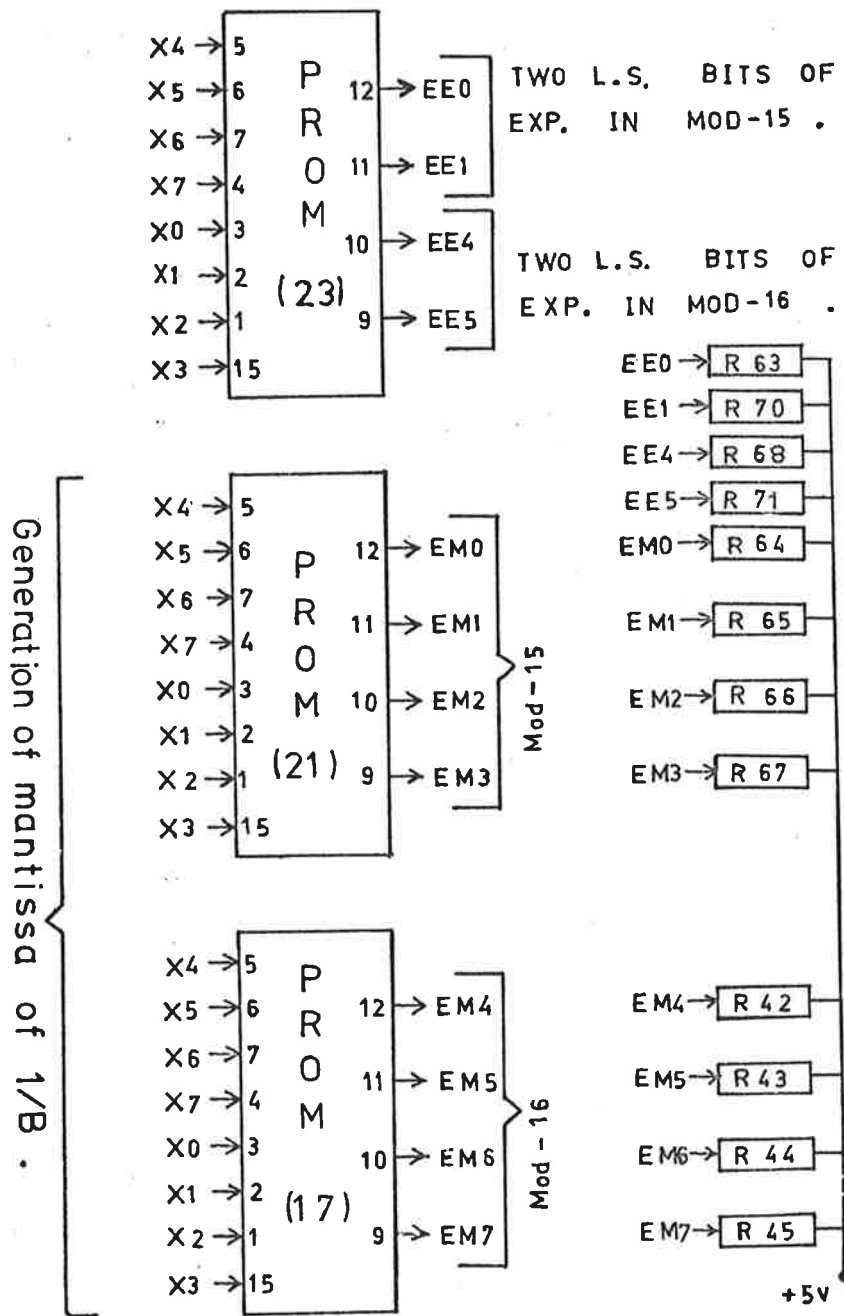 X4 → 5
X5 → 6
X6 → 7
X7 → 4
X0 → 3
X1 → 2
X2 → 1
X3 → 15
PROM
(23)
12 → EE0
11 → EE1
10 → EE4
9 → EE5
TWO L.S. BITS OF
EXP. IN MOD-15 .
TWO L.S. BITS OF
EXP. IN MOD-16 .
EE0 → R 63
EE1 → R 70
EE4 → R 68
EE5 → R 71
EM0 → R 64
EM1 → R 65
EM2 → R 66
EM3 → R 67
EM4 → R 42
EM5 → R 43
EM6 → R 44
EM7 → R 45
+5V
Generation of mantissa of 1/B .
X4 → 5
X5 → 6
X6 → 7
X7 → 4
X0 → 3
X1 → 2
X2 → 1
X3 → 15
PROM
(21)
12 → EM0
11 → EM1
10 → EM2
9 → EM3
Mod-15
X4 → 5
X5 → 6
X6 → 7
X7 → 4
X0 → 3
X1 → 2
X2 → 1
X3 → 15
PROM
(17)
12 → EM4
11 → EM5
10 → EM6
9 → EM7
Mod-16